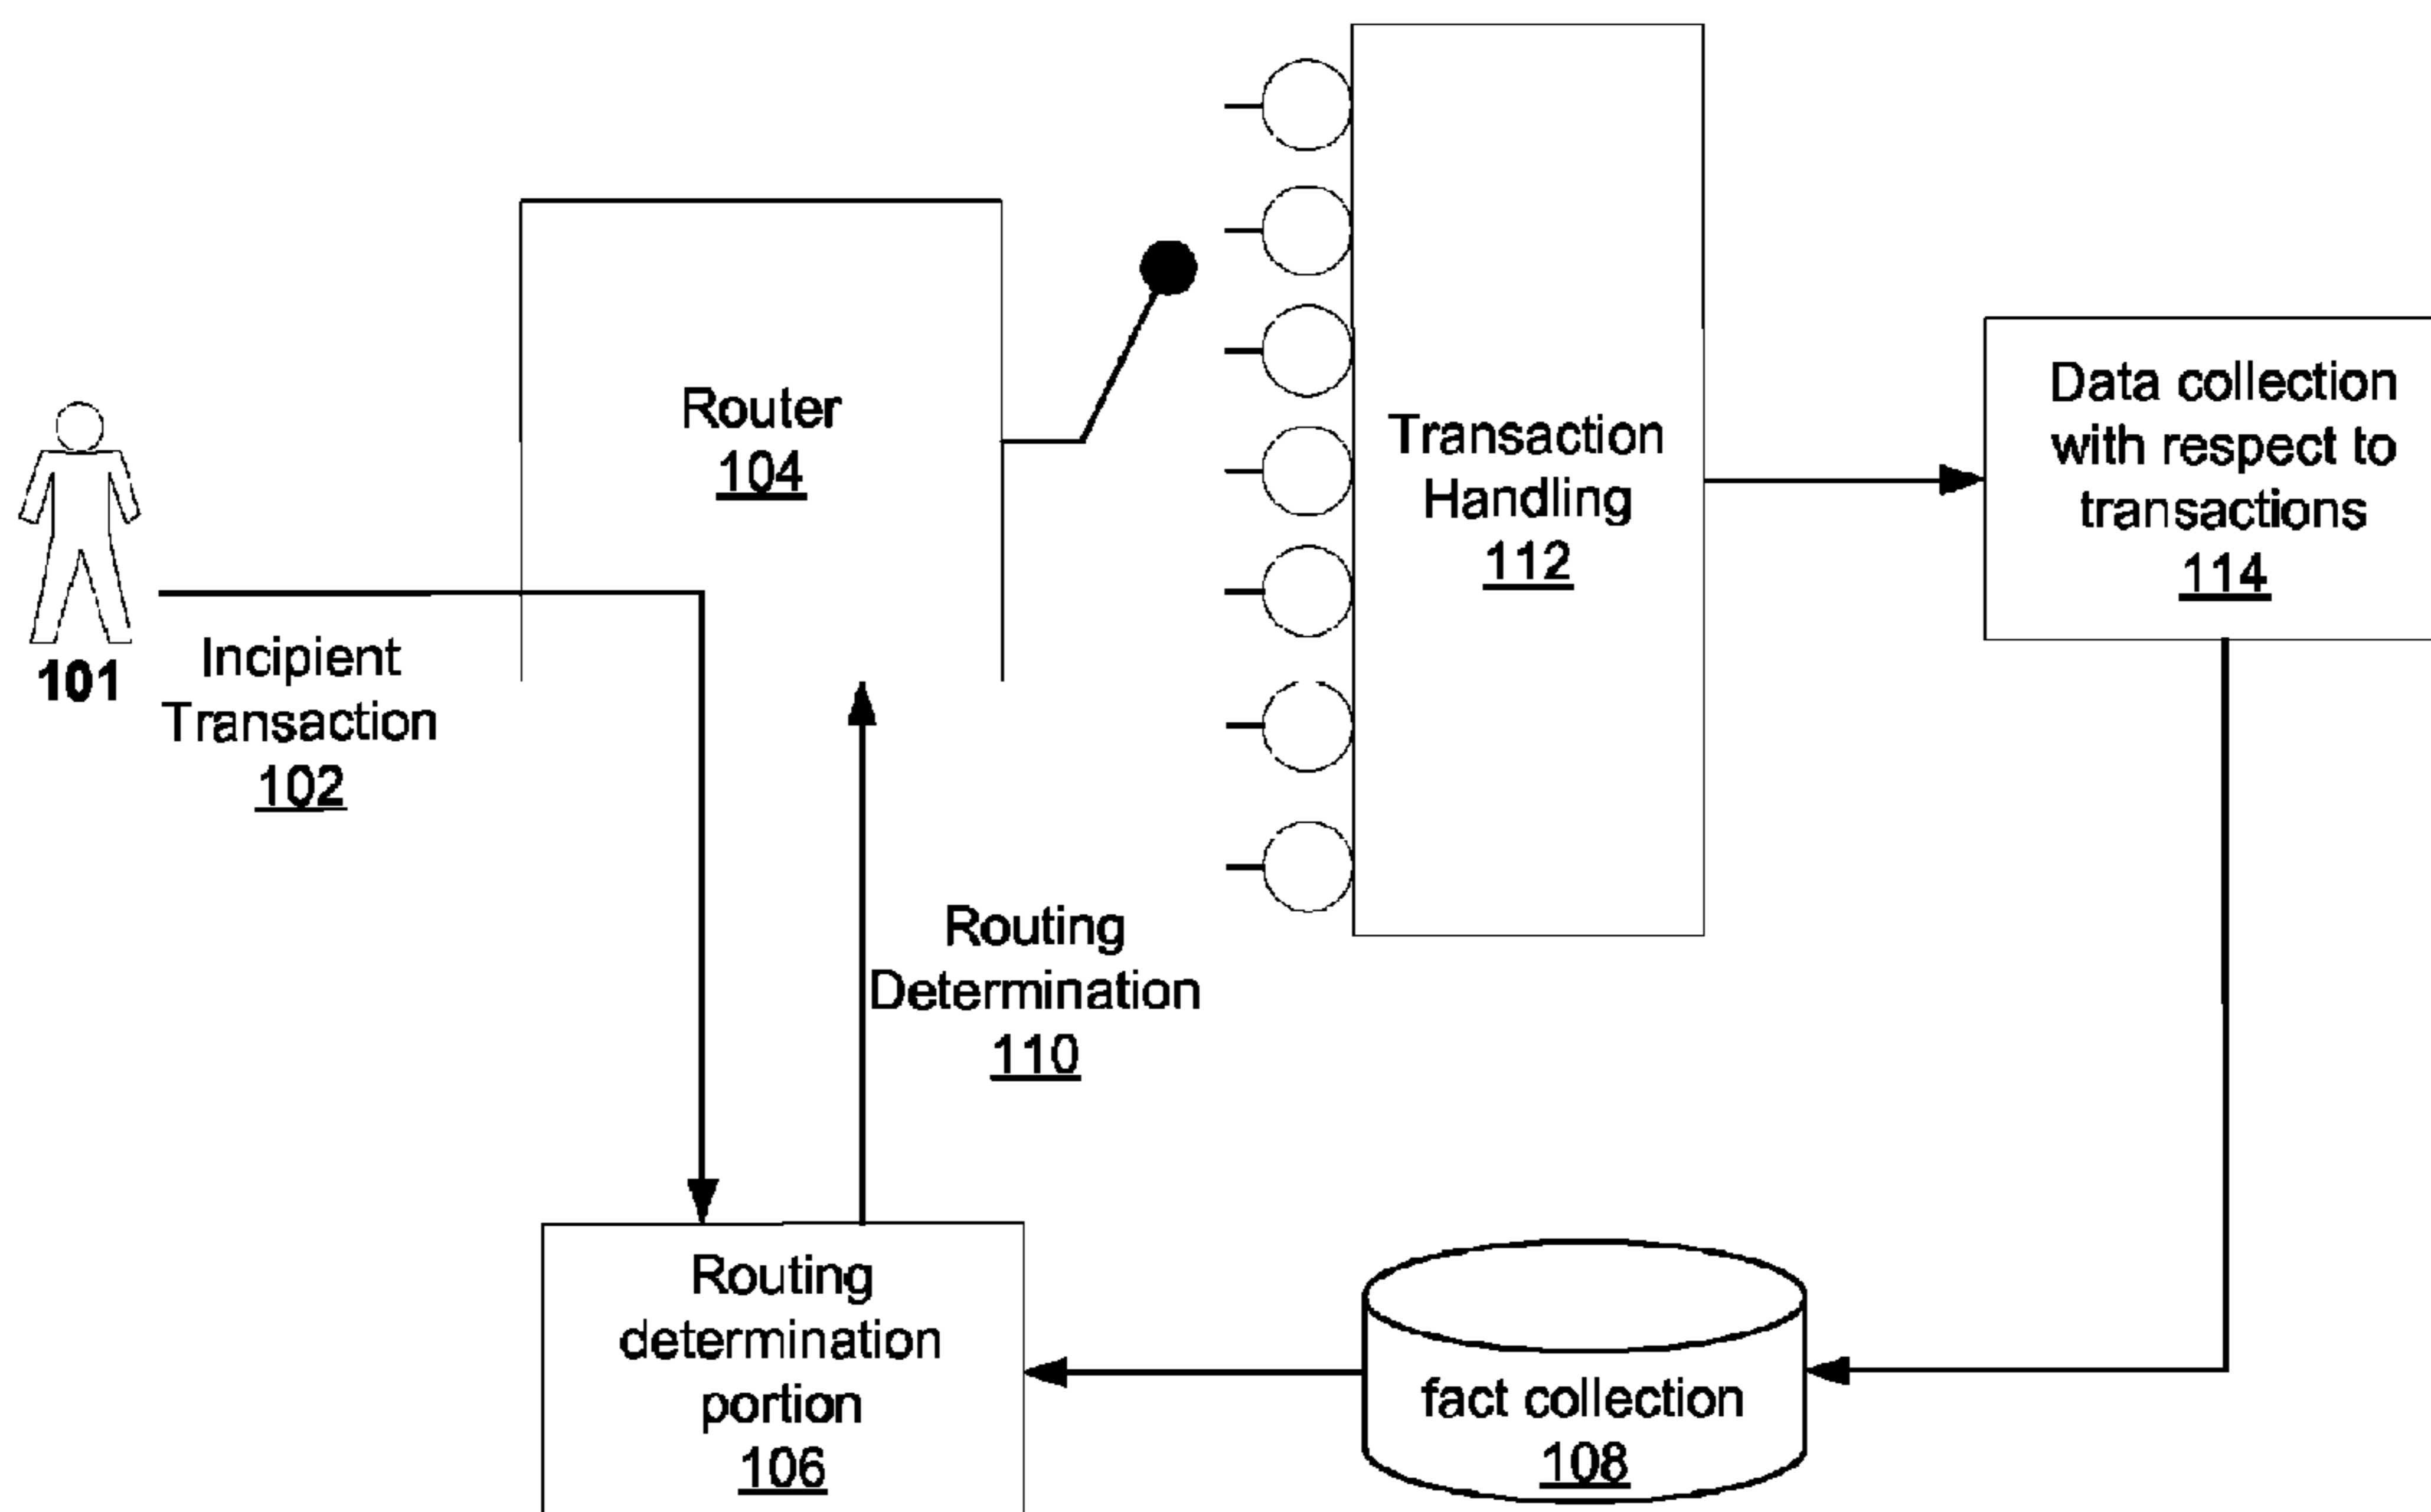 Router
104
Transaction
Handling
112
Data collection
with respect to
transactions
114
101
Incipient
Transaction
102
Routing
Determination
110
Routing
determination
portion
106
fact collection
108